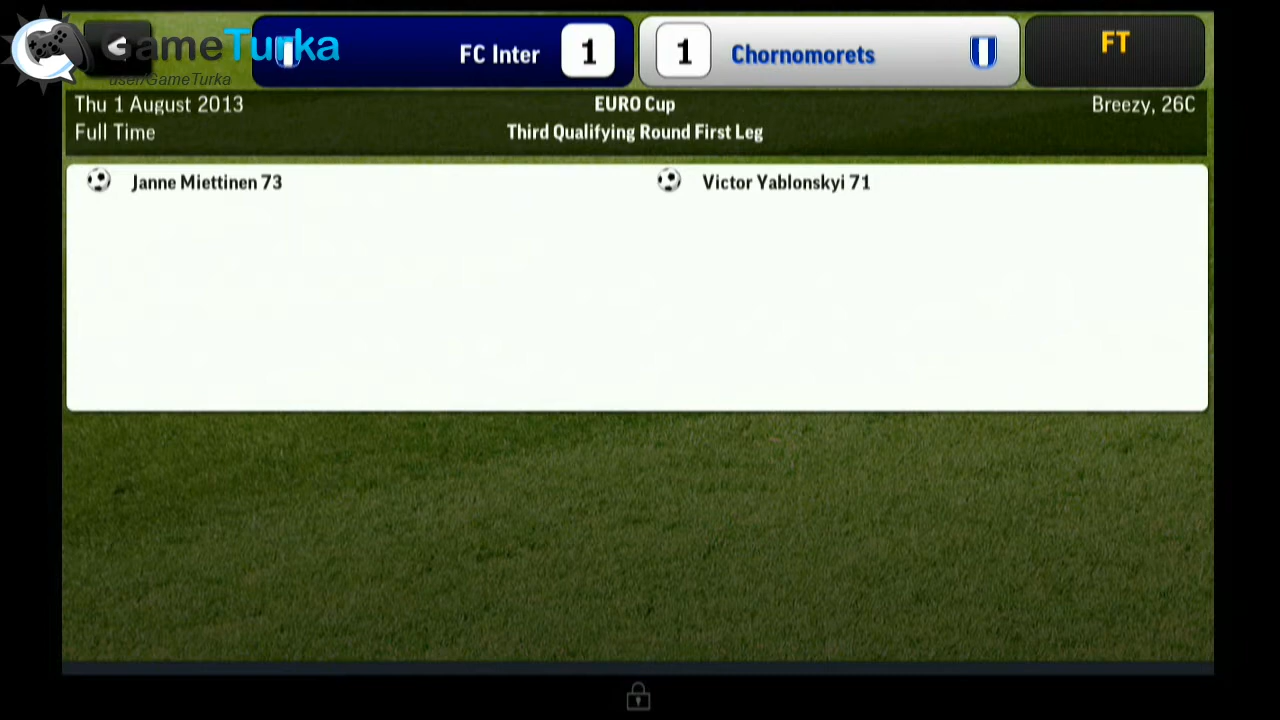 GameTurka
user/GameTurka
FC Inter 1
1 Chornomorets
FT
Thu 1 August 2013
EURO Cup
Breezy, 26C
Full Time
Third Qualifying Round First Leg
Janne Miettinen 73
Victor Yablonskyi 71